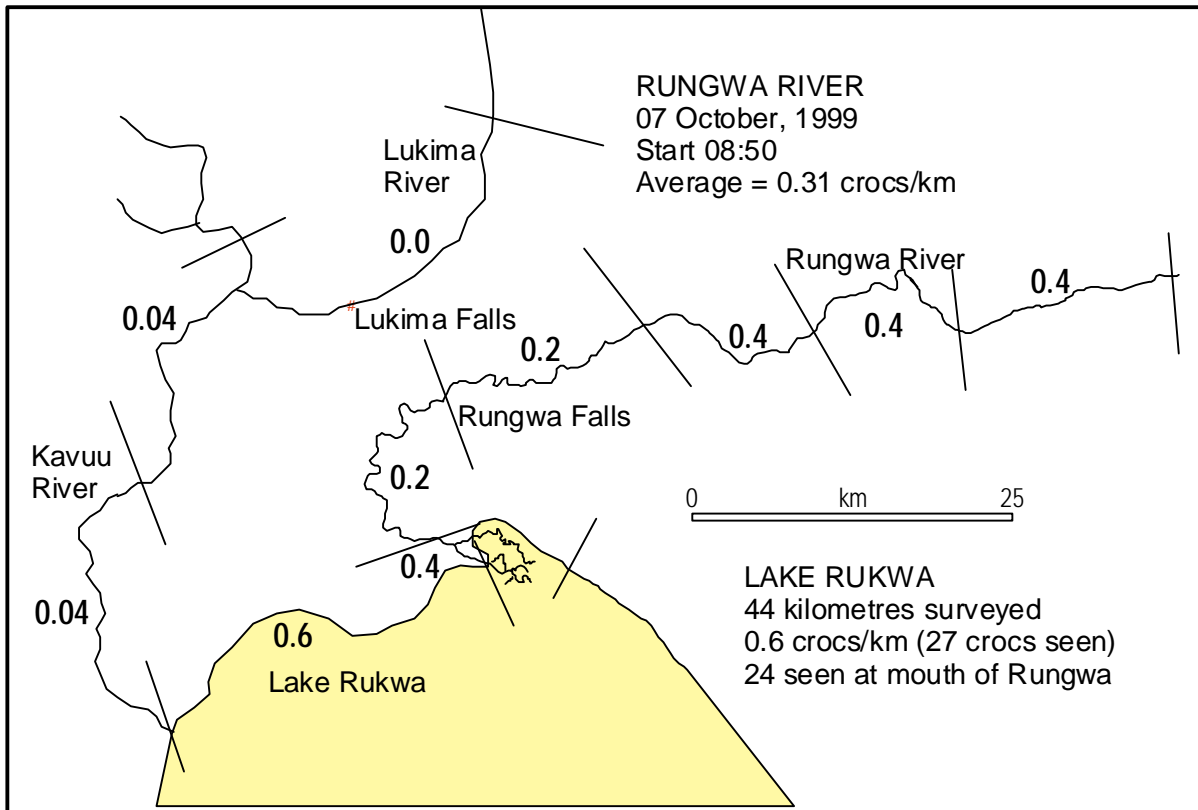 RUNGWA RIVER
07 October, 1999
Start 08:50
Average = 0.31 crocs/km
Lukima
River
0.0
Rungwa River
0.4
0.04
#
Lukima Falls
0.2
0.4
0.4
Rungwa Falls
Kavuu
River
0.2
0
km
25
0.4
LAKE RUKWA
44 kilometres surveyed
0.6 crocs/km (27 crocs seen)
24 seen at mouth of Rungwa
0.04
0.6
Lake Rukwa